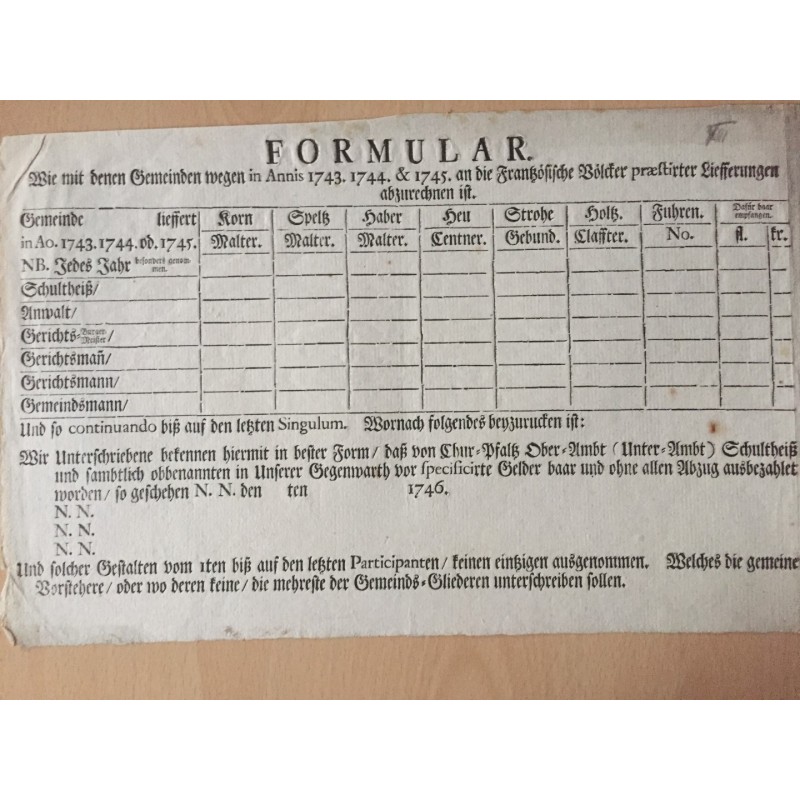 FORMULAR.
Wie mit denen Gemeinden wegen in Annis 1743. 1744. & 1745. an die Frantzösische Völcker præstirter Liefferungen
abzurechnen ist.
Gemeinde lieffert Korn Speltz Haber Heu Strohe Holtz. Fuhren. Dafür baar empfangen.
in Ao. 1743. 1744. od. 1745. Malter. Malter. Malter. Centner. Gebund. Claffter. No. fl. kr.
NB. Jedes Jahr besonders genommen.
Schultheiß/
Anwalt/
Gerichts-Burgermeister/
Gerichtsmañ/
Gerichtsmann/
Gemeindsmann/
Und so continuando biß auf den letzten Singulum. Wornach folgendes beyzurucken ist:
Wir Unterschriebene bekennen hiermit in bester Form/ daß von Chur-Pfaltz Ober-Ambt (Unter-Ambt) Schultheiß
und sambtlich obbenannten in Unserer Gegenwarth vor specificirte Gelder baar und ohne allen Abzug ausbezahlet
worden/ so geschehen N. N. den ten 1746.
N. N.
N. N.
N. N.
Und solcher Gestalten vom 1ten biß auf den letzten Participanten/ keinen eintzigen ausgenommen. Welches die gemeine
Vorstehere/ oder wo deren keine/ die mehreste der Gemeinds-Gliederen unterschreiben sollen.